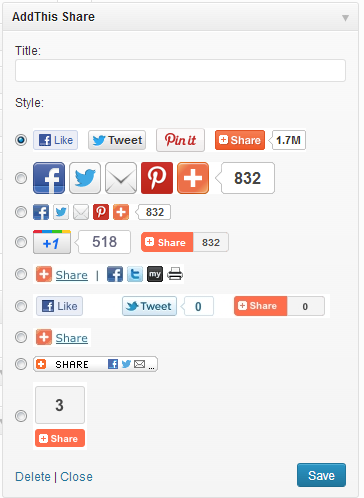 AddThis Share
Title:
Style:
Like Tweet Pin it Share 1.7M
832
832
+1 518 Share 832
Share | my
Like Tweet 0 Share 0
Share
SHARE ...
3
Share
Delete | Close Save